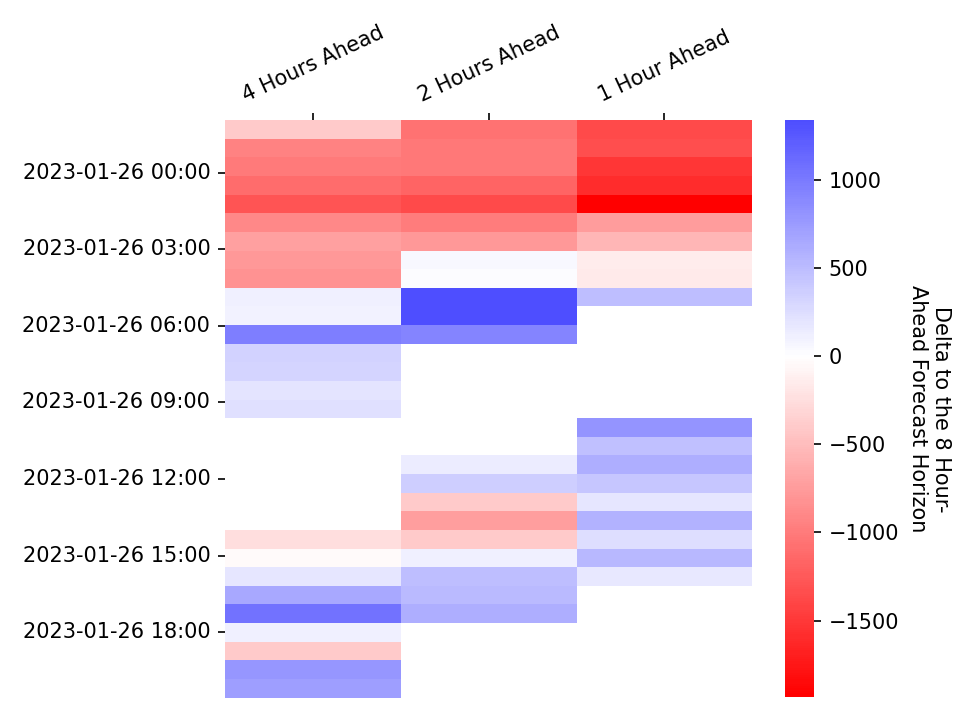 4 Hours Ahead
2 Hours Ahead
1 Hour Ahead
2023-01-26 00:00
2023-01-26 03:00
2023-01-26 06:00
2023-01-26 09:00
2023-01-26 12:00
2023-01-26 15:00
2023-01-26 18:00
1000
500
0
−500
−1000
−1500
Delta to the 8 Hour-
Ahead Forecast Horizon